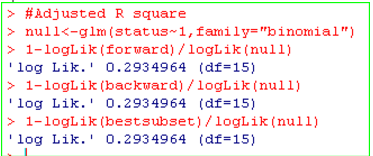 > #Adjusted R square
> null<-glm(status~1,family="binomial")
> 1-logLik(forward)/logLik(null)
'log Lik.' 0.2934964 (df=15)
> 1-logLik(backward)/logLik(null)
'log Lik.' 0.2934964 (df=15)
> 1-logLik(bestsubset)/logLik(null)
'log Lik.' 0.2934964 (df=15)
>